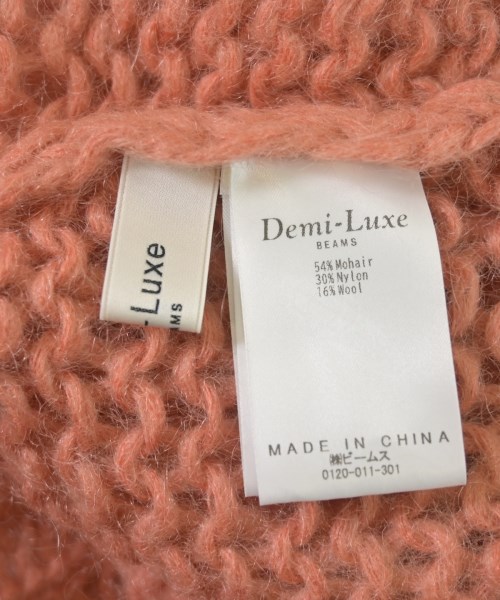 -Luxe
AMS
Demi-Luxe
BEAMS
54%Mohair
30%Nylon
16%Wool
MADE IN CHINA
㈱ビームス
0120-011-301